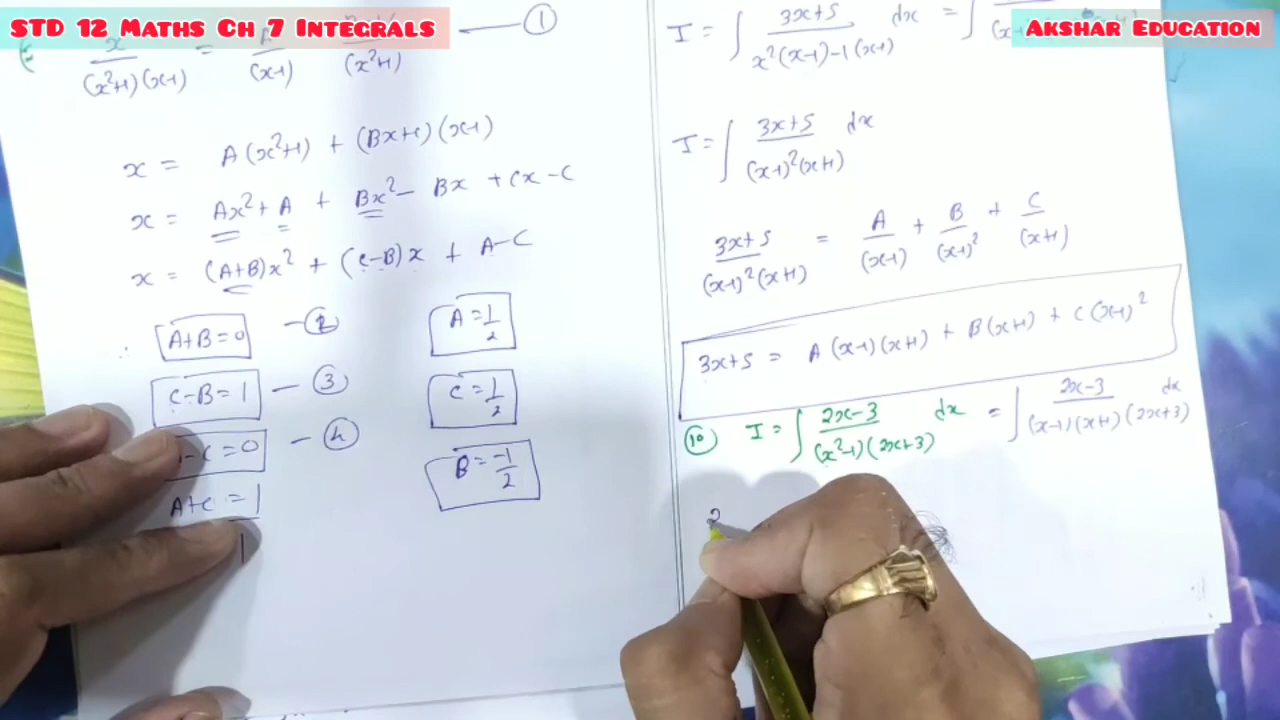 STD 12 Maths Ch 7 Integrals
Akshar Education
x/(x²+1)(x-1) = A/(x-1) (x²+1) — ①
x = A(x²+1) + (Bx+c)(x-1)
x = Ax²+A + Bx²- Bx + cx - C
x = (A+B)x² + (C-B)x + A-C
∴ A+B=0 — ②
C-B=1 — ③
-C=0 — ④
A+C = 1
1
A = 1/2
C = 1/2
B = -1/2
I = ∫ 3x+5 / x²(x-1)-1(x-1) dx = ∫
I = ∫ 3x+5 / (x-1)²(x+1) dx
3x+5 / (x-1)²(x+1) = A/(x-1) + B/(x-1)² + C/(x+1)
3x+5 = A(x-1)(x+1) + B(x+1) + C(x-1)²
⑩ I = ∫ 2x-3 / (x²-1)(2x+3) dx = ∫ 2x-3 / (x-1)(x+1)(2x+3) dx
2